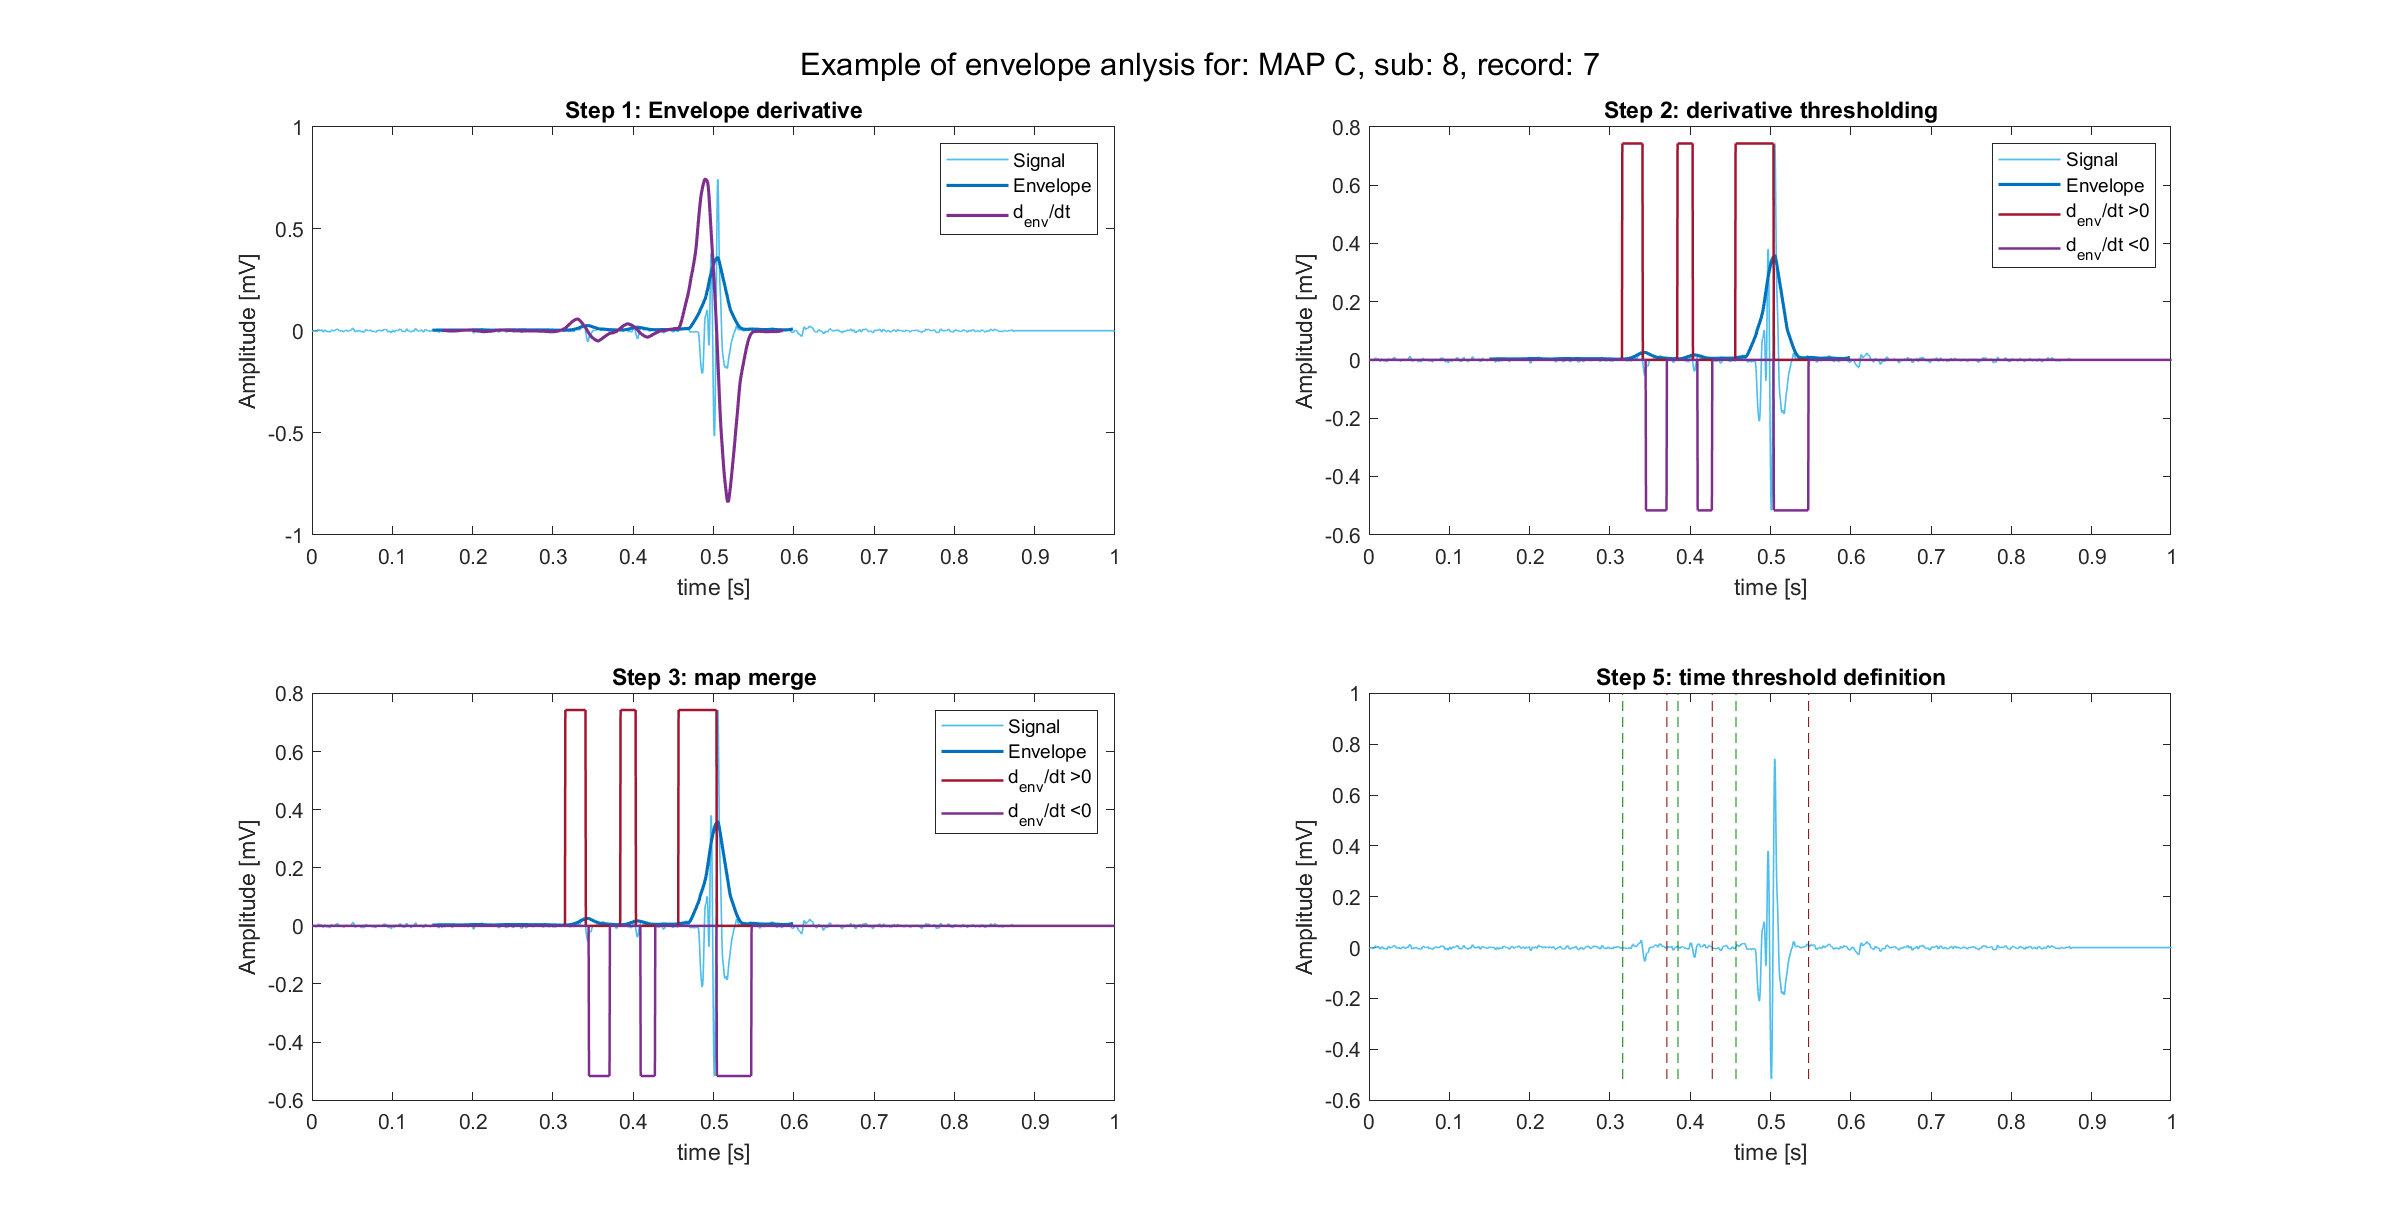 Example of envelope anlysis for: MAP C, sub: 8, record: 7
Step 1: Envelope derivative
1
0.5
0
-0.5
-1
Amplitude [mV]
0 0.1 0.2 0.3 0.4 0.5 0.6 0.7 0.8 0.9 1
time [s]
Signal
Envelope
d_env/dt
Step 2: derivative thresholding
0.8
0.6
0.4
0.2
0
-0.2
-0.4
-0.6
Amplitude [mV]
0 0.1 0.2 0.3 0.4 0.5 0.6 0.7 0.8 0.9 1
time [s]
Signal
Envelope
d_env/dt >0
d_env/dt <0
Step 3: map merge
0.8
0.6
0.4
0.2
0
-0.2
-0.4
-0.6
Amplitude [mV]
0 0.1 0.2 0.3 0.4 0.5 0.6 0.7 0.8 0.9 1
time [s]
Signal
Envelope
d_env/dt >0
d_env/dt <0
Step 5: time threshold definition
1
0.8
0.6
0.4
0.2
0
-0.2
-0.4
-0.6
Amplitude [mV]
0 0.1 0.2 0.3 0.4 0.5 0.6 0.7 0.8 0.9 1
time [s]